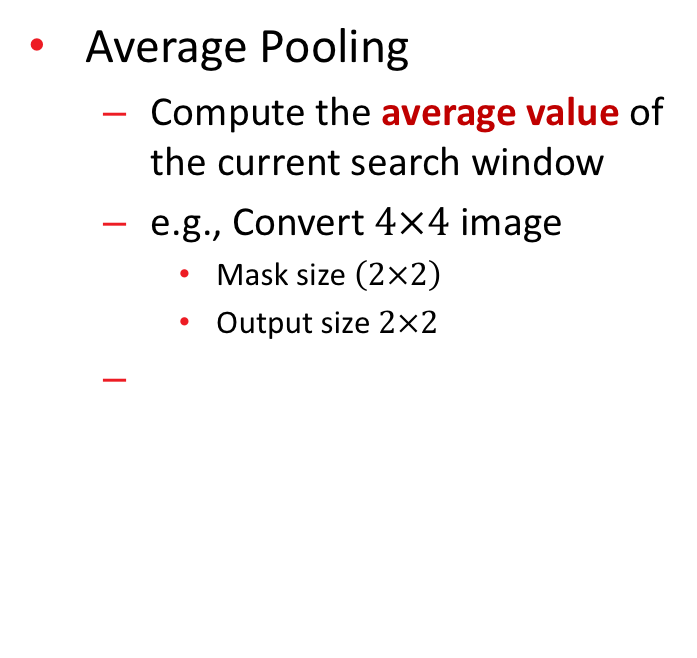 • Average Pooling
– Compute the average value of
the current search window
– e.g., Convert 4×4 image
• Mask size (2×2)
• Output size 2×2
–